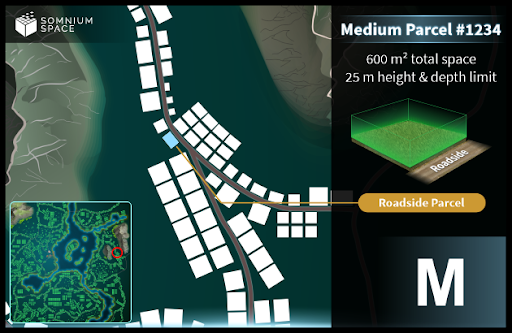 SOMNIUM
SPACE
Medium Parcel #1234
600 m² total space
25 m height & depth limit
Roadside
Roadside Parcel
M